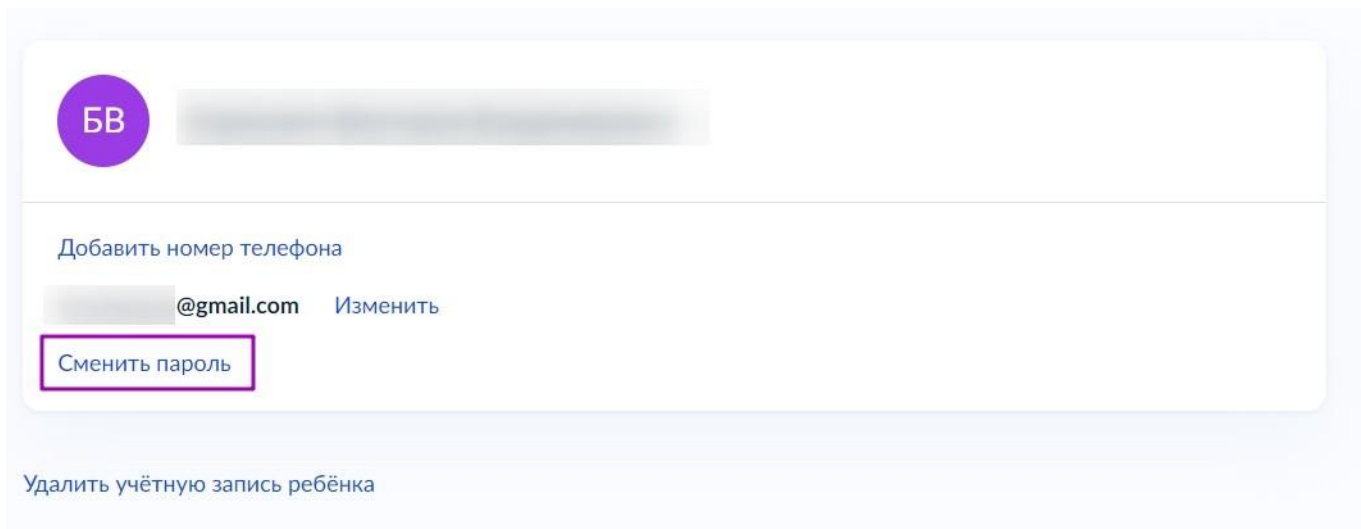 БВ
Добавить номер телефона
@gmail.com Изменить
Сменить пароль
Удалить учётную запись ребёнка